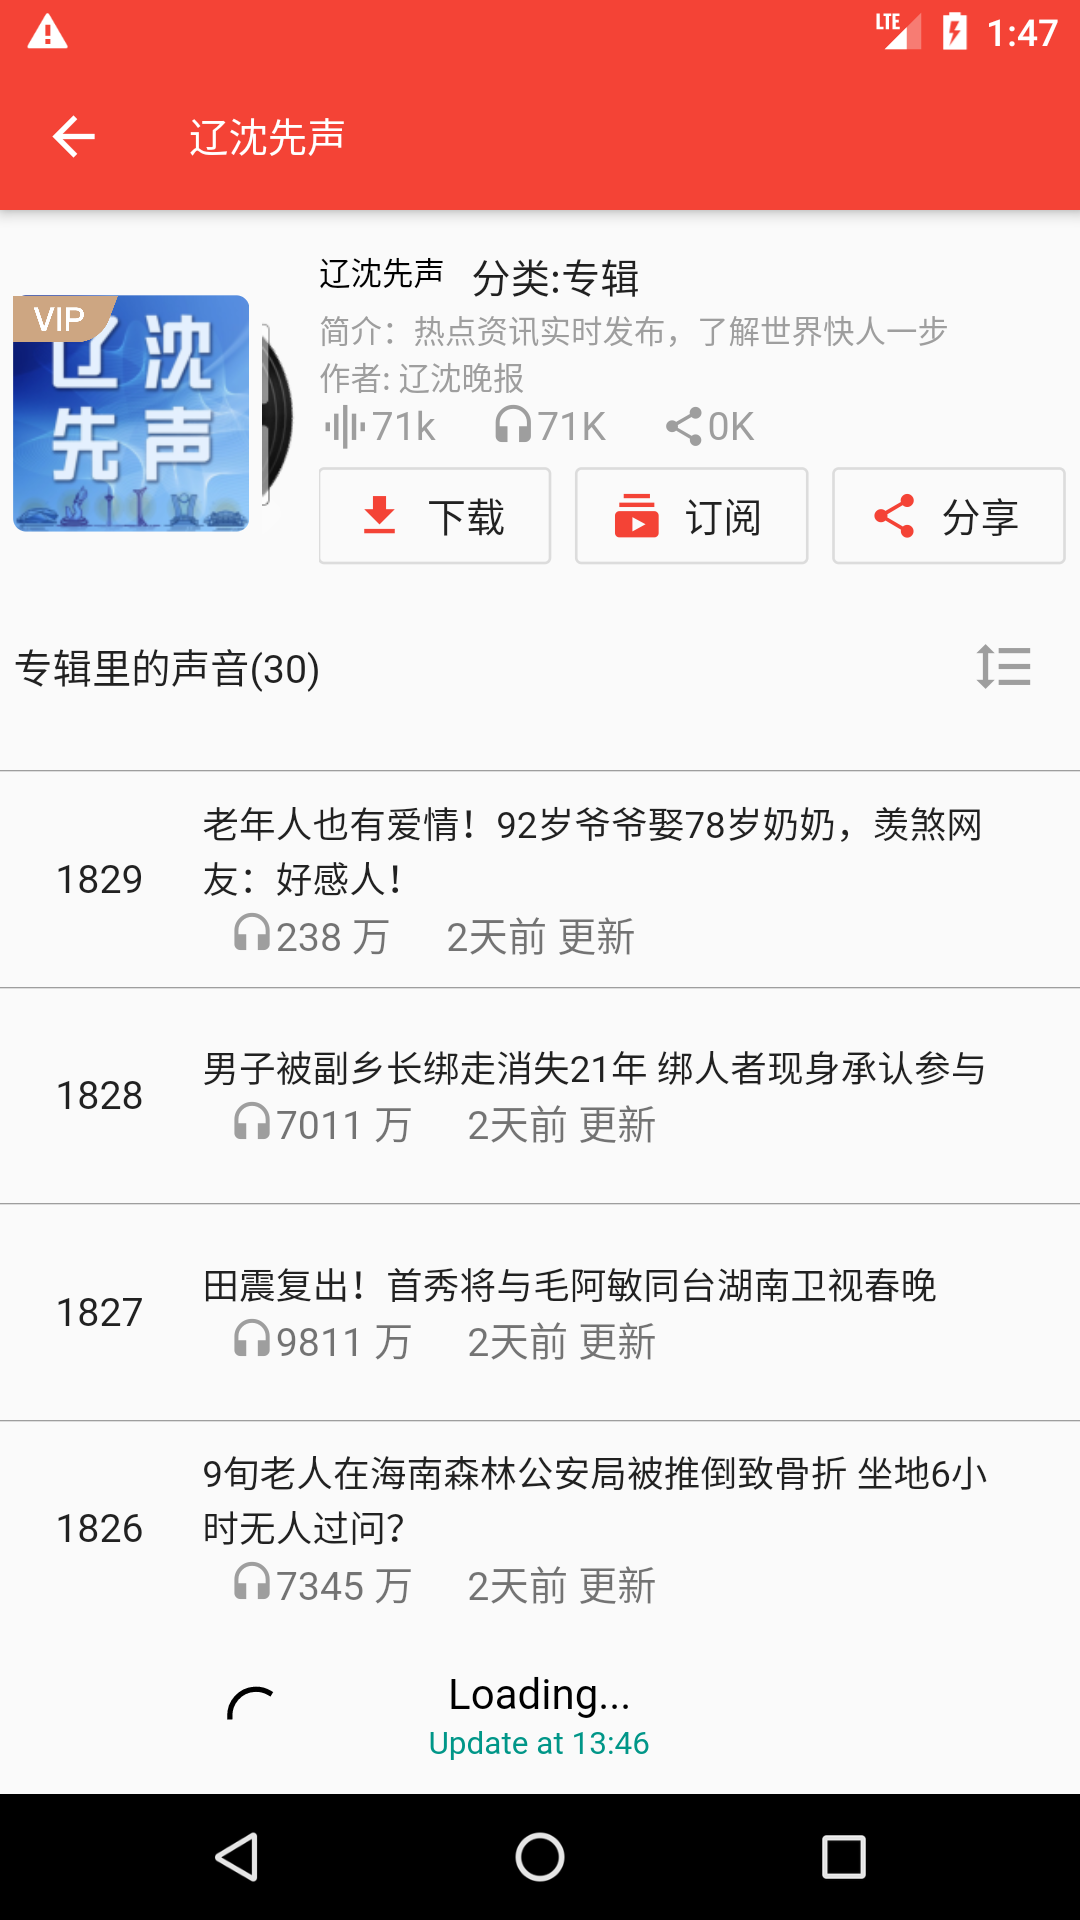 LTE 1:47
辽沈先声
VIP
辽沈
先声
辽沈先声 分类:专辑
简介：热点资讯实时发布，了解世界快人一步
作者: 辽沈晚报
71k 71K 0K
下载 订阅 分享
专辑里的声音(30)
1829
老年人也有爱情！92岁爷爷娶78岁奶奶，羡煞网
友：好感人！
238 万 2天前 更新
1828
男子被副乡长绑走消失21年 绑人者现身承认参与
7011 万 2天前 更新
1827
田震复出！首秀将与毛阿敏同台湖南卫视春晚
9811 万 2天前 更新
1826
9旬老人在海南森林公安局被推倒致骨折 坐地6小
时无人过问？
7345 万 2天前 更新
Loading...
Update at 13:46